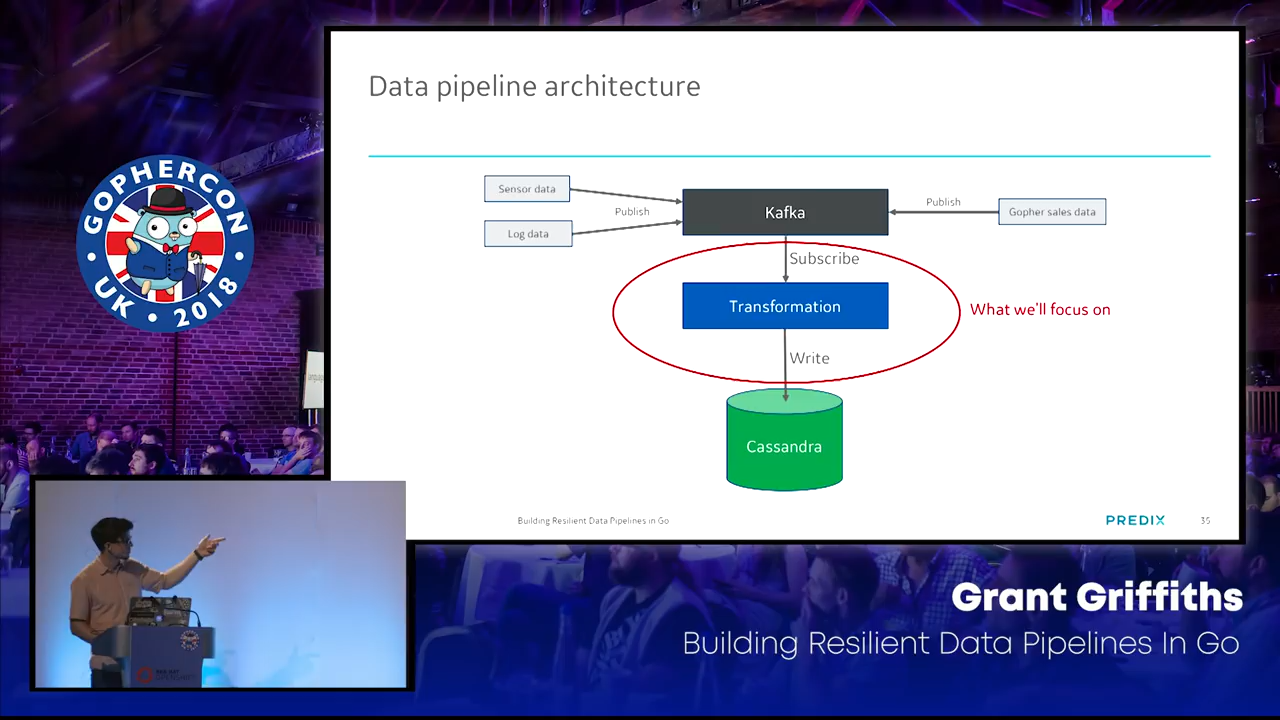 Data pipeline architecture
Sensor data
Publish
Log data
Kafka
Publish
Gopher sales data
Subscribe
Transformation
What we'll focus on
Write
Cassandra
Building Resilient Data Pipelines in Go
PREDIX
35
GOPHERCON
UK • 2018
Grant Griffiths
Building Resilient Data Pipelines In Go